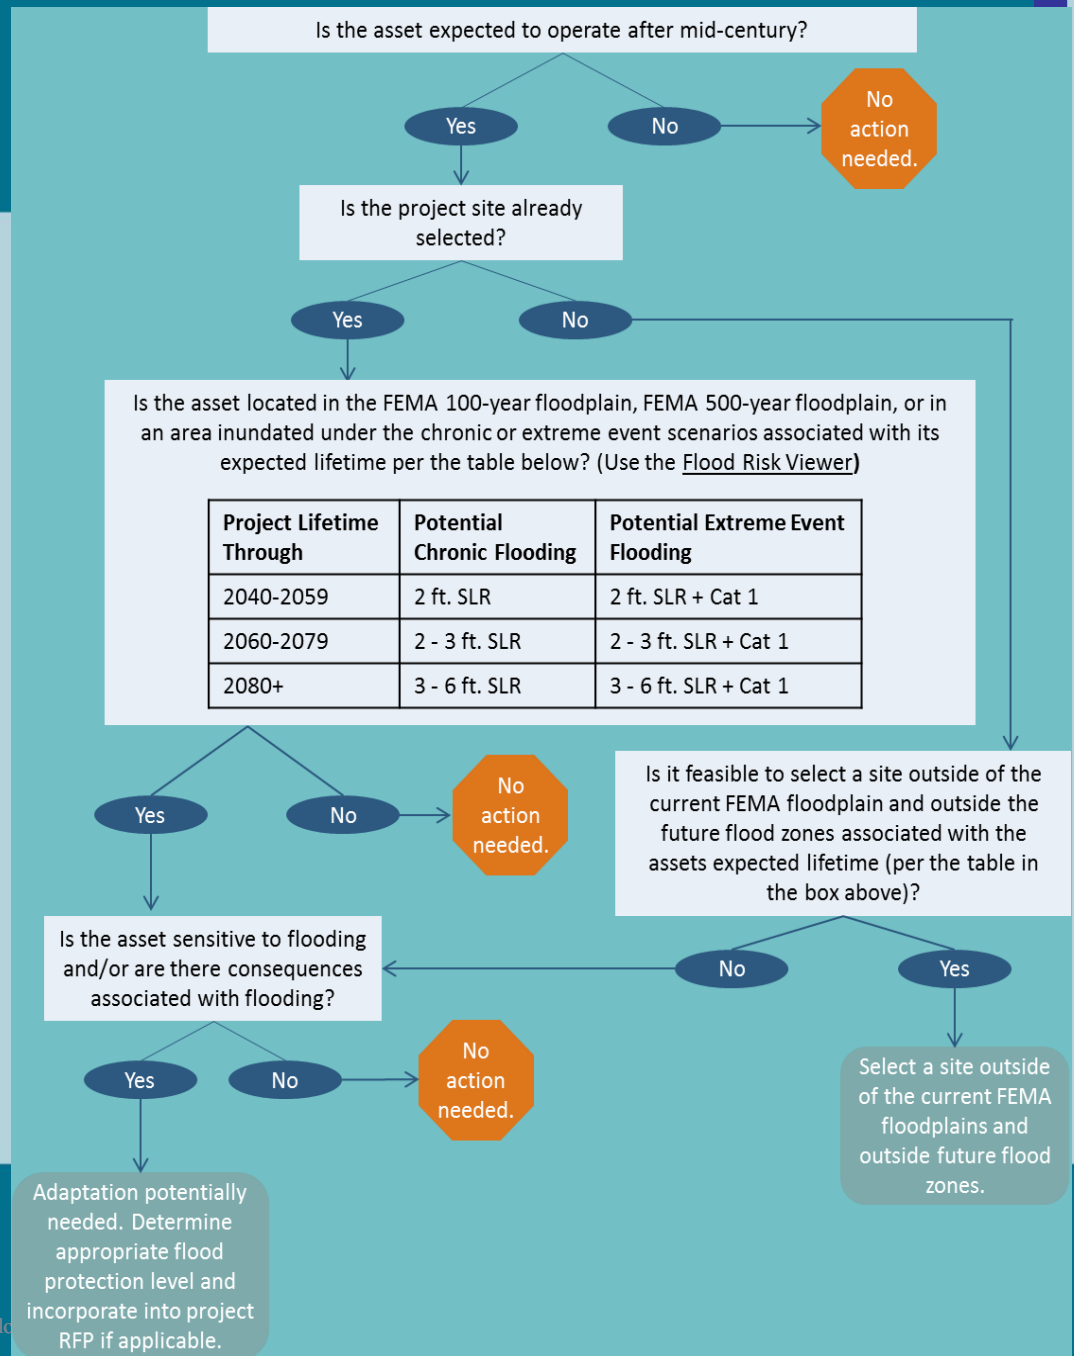 Is the asset expected to operate after mid-century?
Yes
No
No
action
needed.
Is the project site already
selected?
Yes
No
Is the asset located in the FEMA 100-year floodplain, FEMA 500-year floodplain, or in
an area inundated under the chronic or extreme event scenarios associated with its
expected lifetime per the table below? (Use the Flood Risk Viewer)
Project Lifetime Through
Potential Chronic Flooding
Potential Extreme Event Flooding
2040-2059
2 ft. SLR
2 ft. SLR + Cat 1
2060-2079
2 - 3 ft. SLR
2 - 3 ft. SLR + Cat 1
2080+
3 - 6 ft. SLR
3 - 6 ft. SLR + Cat 1
Yes
No
No
action
needed.
Is it feasible to select a site outside of the
current FEMA floodplain and outside the
future flood zones associated with the
assets expected lifetime (per the table in
the box above)?
Is the asset sensitive to flooding
and/or are there consequences
associated with flooding?
No
Yes
Yes
No
No
action
needed.
Select a site outside
of the current FEMA
floodplains and
outside future flood
zones.
Adaptation potentially
needed. Determine
appropriate flood
protection level and
incorporate into project
RFP if applicable.